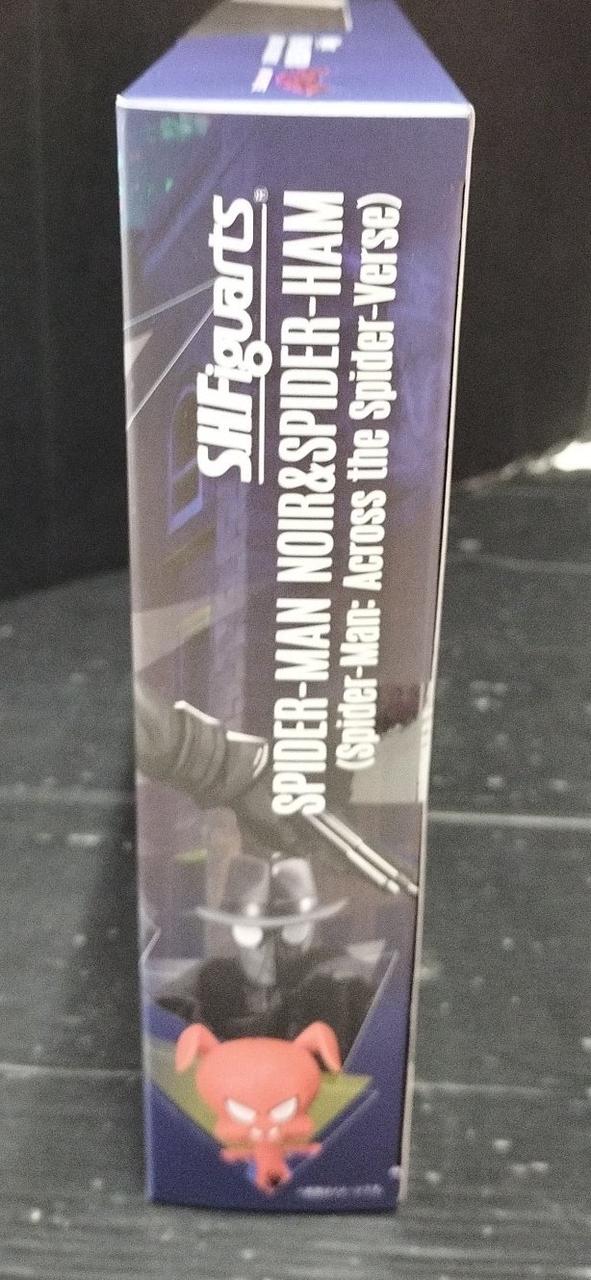 S.H.Figuarts®
SPIDER-MAN NOIR&SPIDER-HAM
(Spider-Man: Across the Spider-Verse)